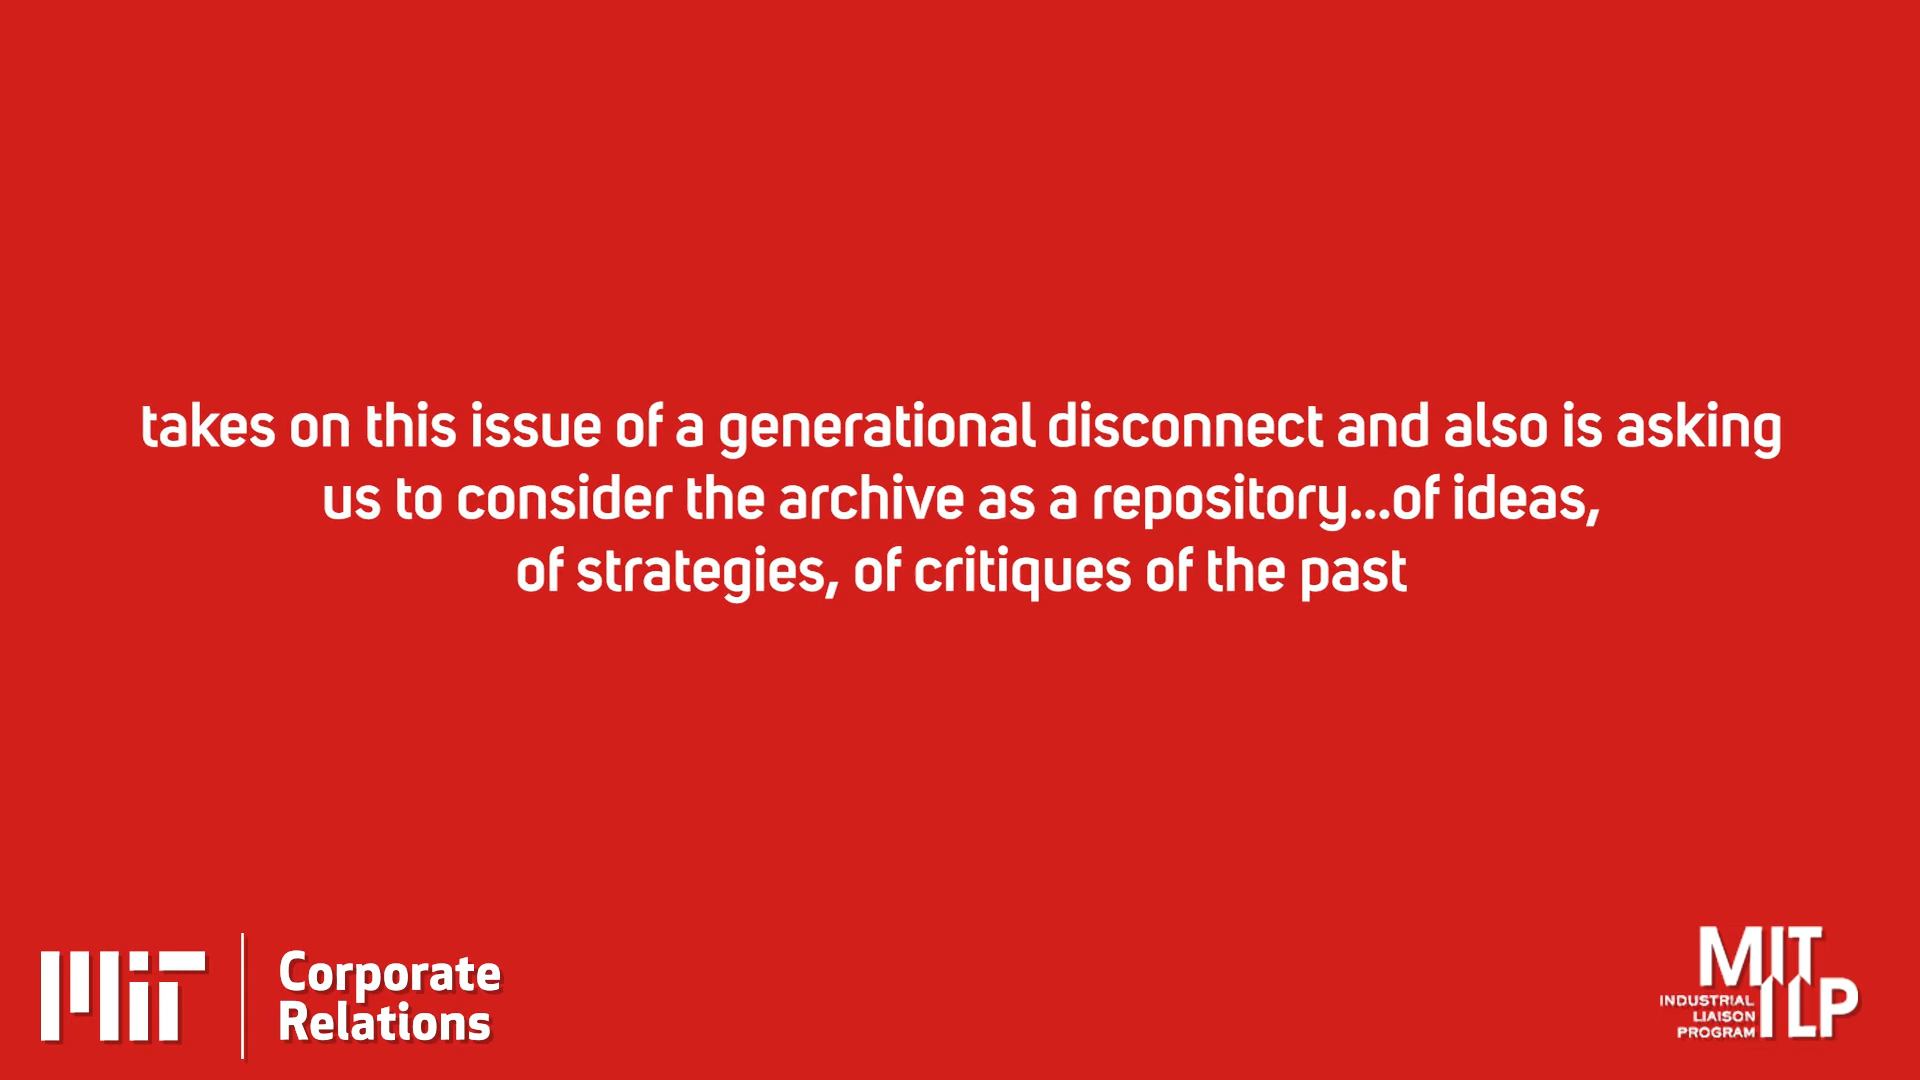 takes on this issue of a generational disconnect and also is asking
us to consider the archive as a repository...of ideas,
of strategies, of critiques of the past
MIT
Corporate
Relations
MIT
ILP
INDUSTRIAL
LIAISON
PROGRAM